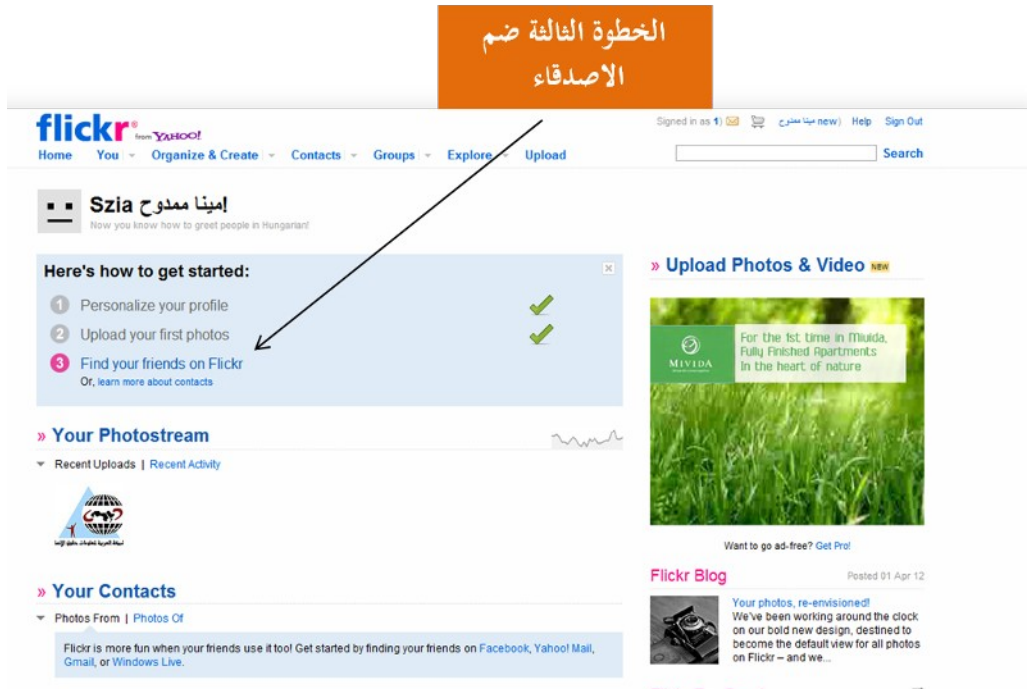 الخطوة الثالثة ضم
الاصدقاء
flickr® from YAHOO!
Signed in as مينا ممدوح (1 new) Help Sign Out
Home You Organize & Create Contacts Groups Explore Upload
Search
Szia مينا ممدوح!
Now you know how to greet people in Hungarian!
Here's how to get started:
1 Personalize your profile
2 Upload your first photos
3 Find your friends on Flickr
Or, learn more about contacts
» Your Photostream
Recent Uploads | Recent Activity
» Your Contacts
Photos From | Photos Of
Flickr is more fun when your friends use it too! Get started by finding your friends on Facebook, Yahoo! Mail,
Gmail, or Windows Live.
» Upload Photos & Video NEW
MIVIDA
For the 1st time in Mivida,
Fully Finished Apartments
In the heart of nature
Want to go ad-free? Get Pro!
Flickr Blog
Posted 01 Apr 12
Your photos, re-envisioned!
We've been working around the clock
on our bold new design, destined to
become the default view for all photos
on Flickr – and we...